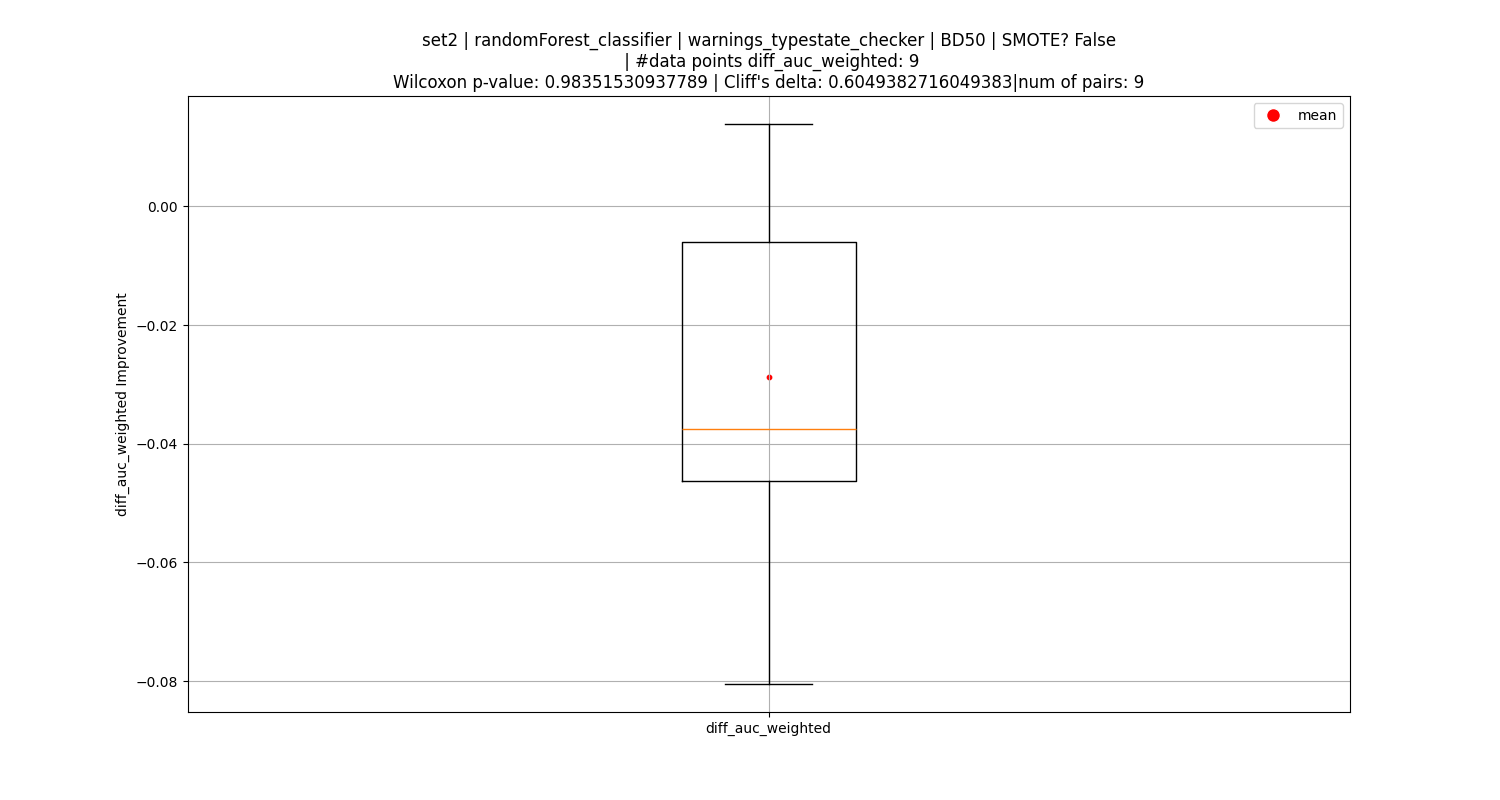 set2 | randomForest_classifier | warnings_typestate_checker | BD50 | SMOTE? False
| #data points diff_auc_weighted: 9
Wilcoxon p-value: 0.98351530937789 | Cliff's delta: 0.6049382716049383|num of pairs: 9
mean
0.00
−0.02
−0.04
−0.06
−0.08
diff_auc_weighted Improvement
diff_auc_weighted